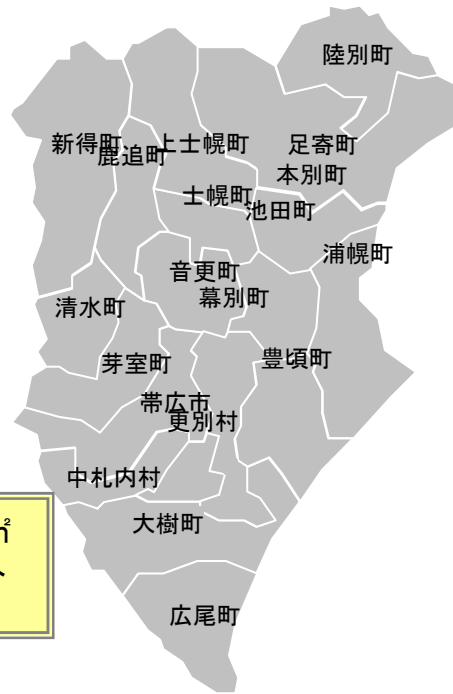 陸別町
新得町
鹿追町
上士幌町
足寄町
本別町
士幌町
池田町
浦幌町
音更町
幕別町
清水町
豊頃町
芽室町
帯広市
更別村
中札内村
㎡
大樹町
広尾町